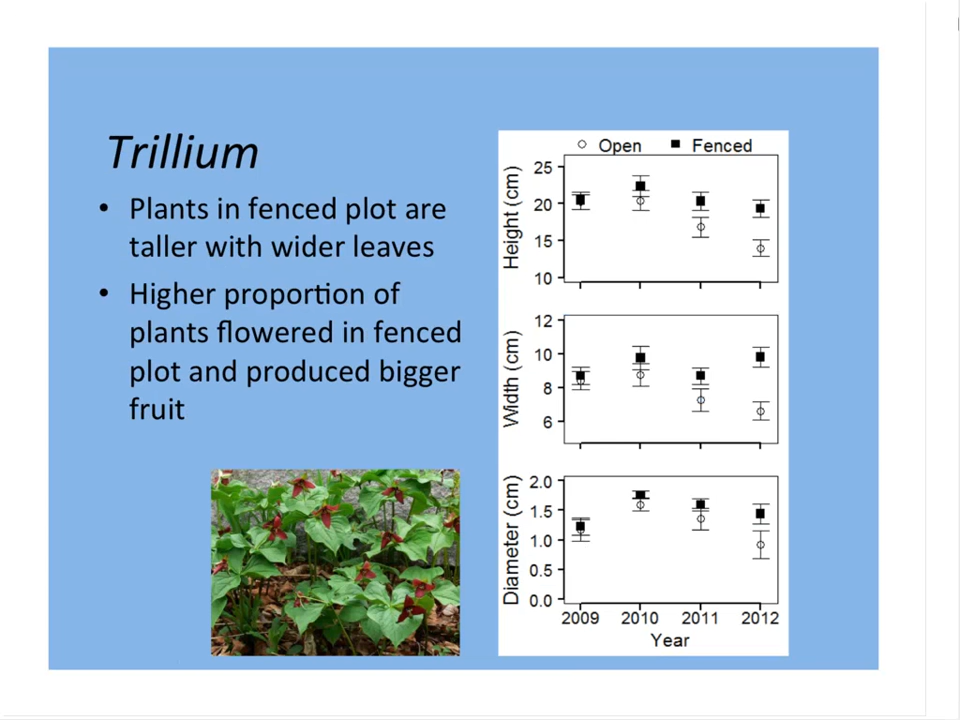 Trillium
• Plants in fenced plot are
taller with wider leaves
• Higher proportion of
plants flowered in fenced
plot and produced bigger
fruit
Open Fenced
Height (cm)
25
20
15
10
Width (cm)
12
10
8
6
Diameter (cm)
2.0
1.5
1.0
0.5
0.0
2009 2010 2011 2012
Year